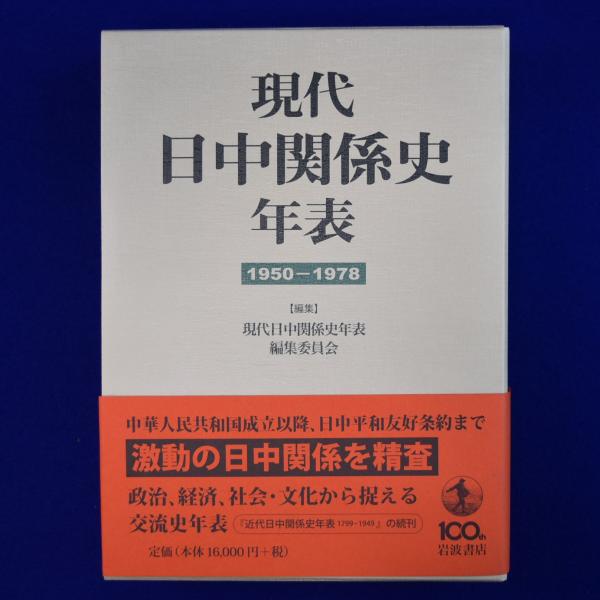 現代
日中関係史
年表
1950－1978
【編集】
現代日中関係史年表
編集委員会
中華人民共和国成立以降、日中平和友好条約まで
激動の日中関係を精査
政治、経済、社会・文化から捉える
交流史年表 『近代日中関係史年表 1799-1949』の続刊
定価(本体16,000円+税)
100th
岩波書店